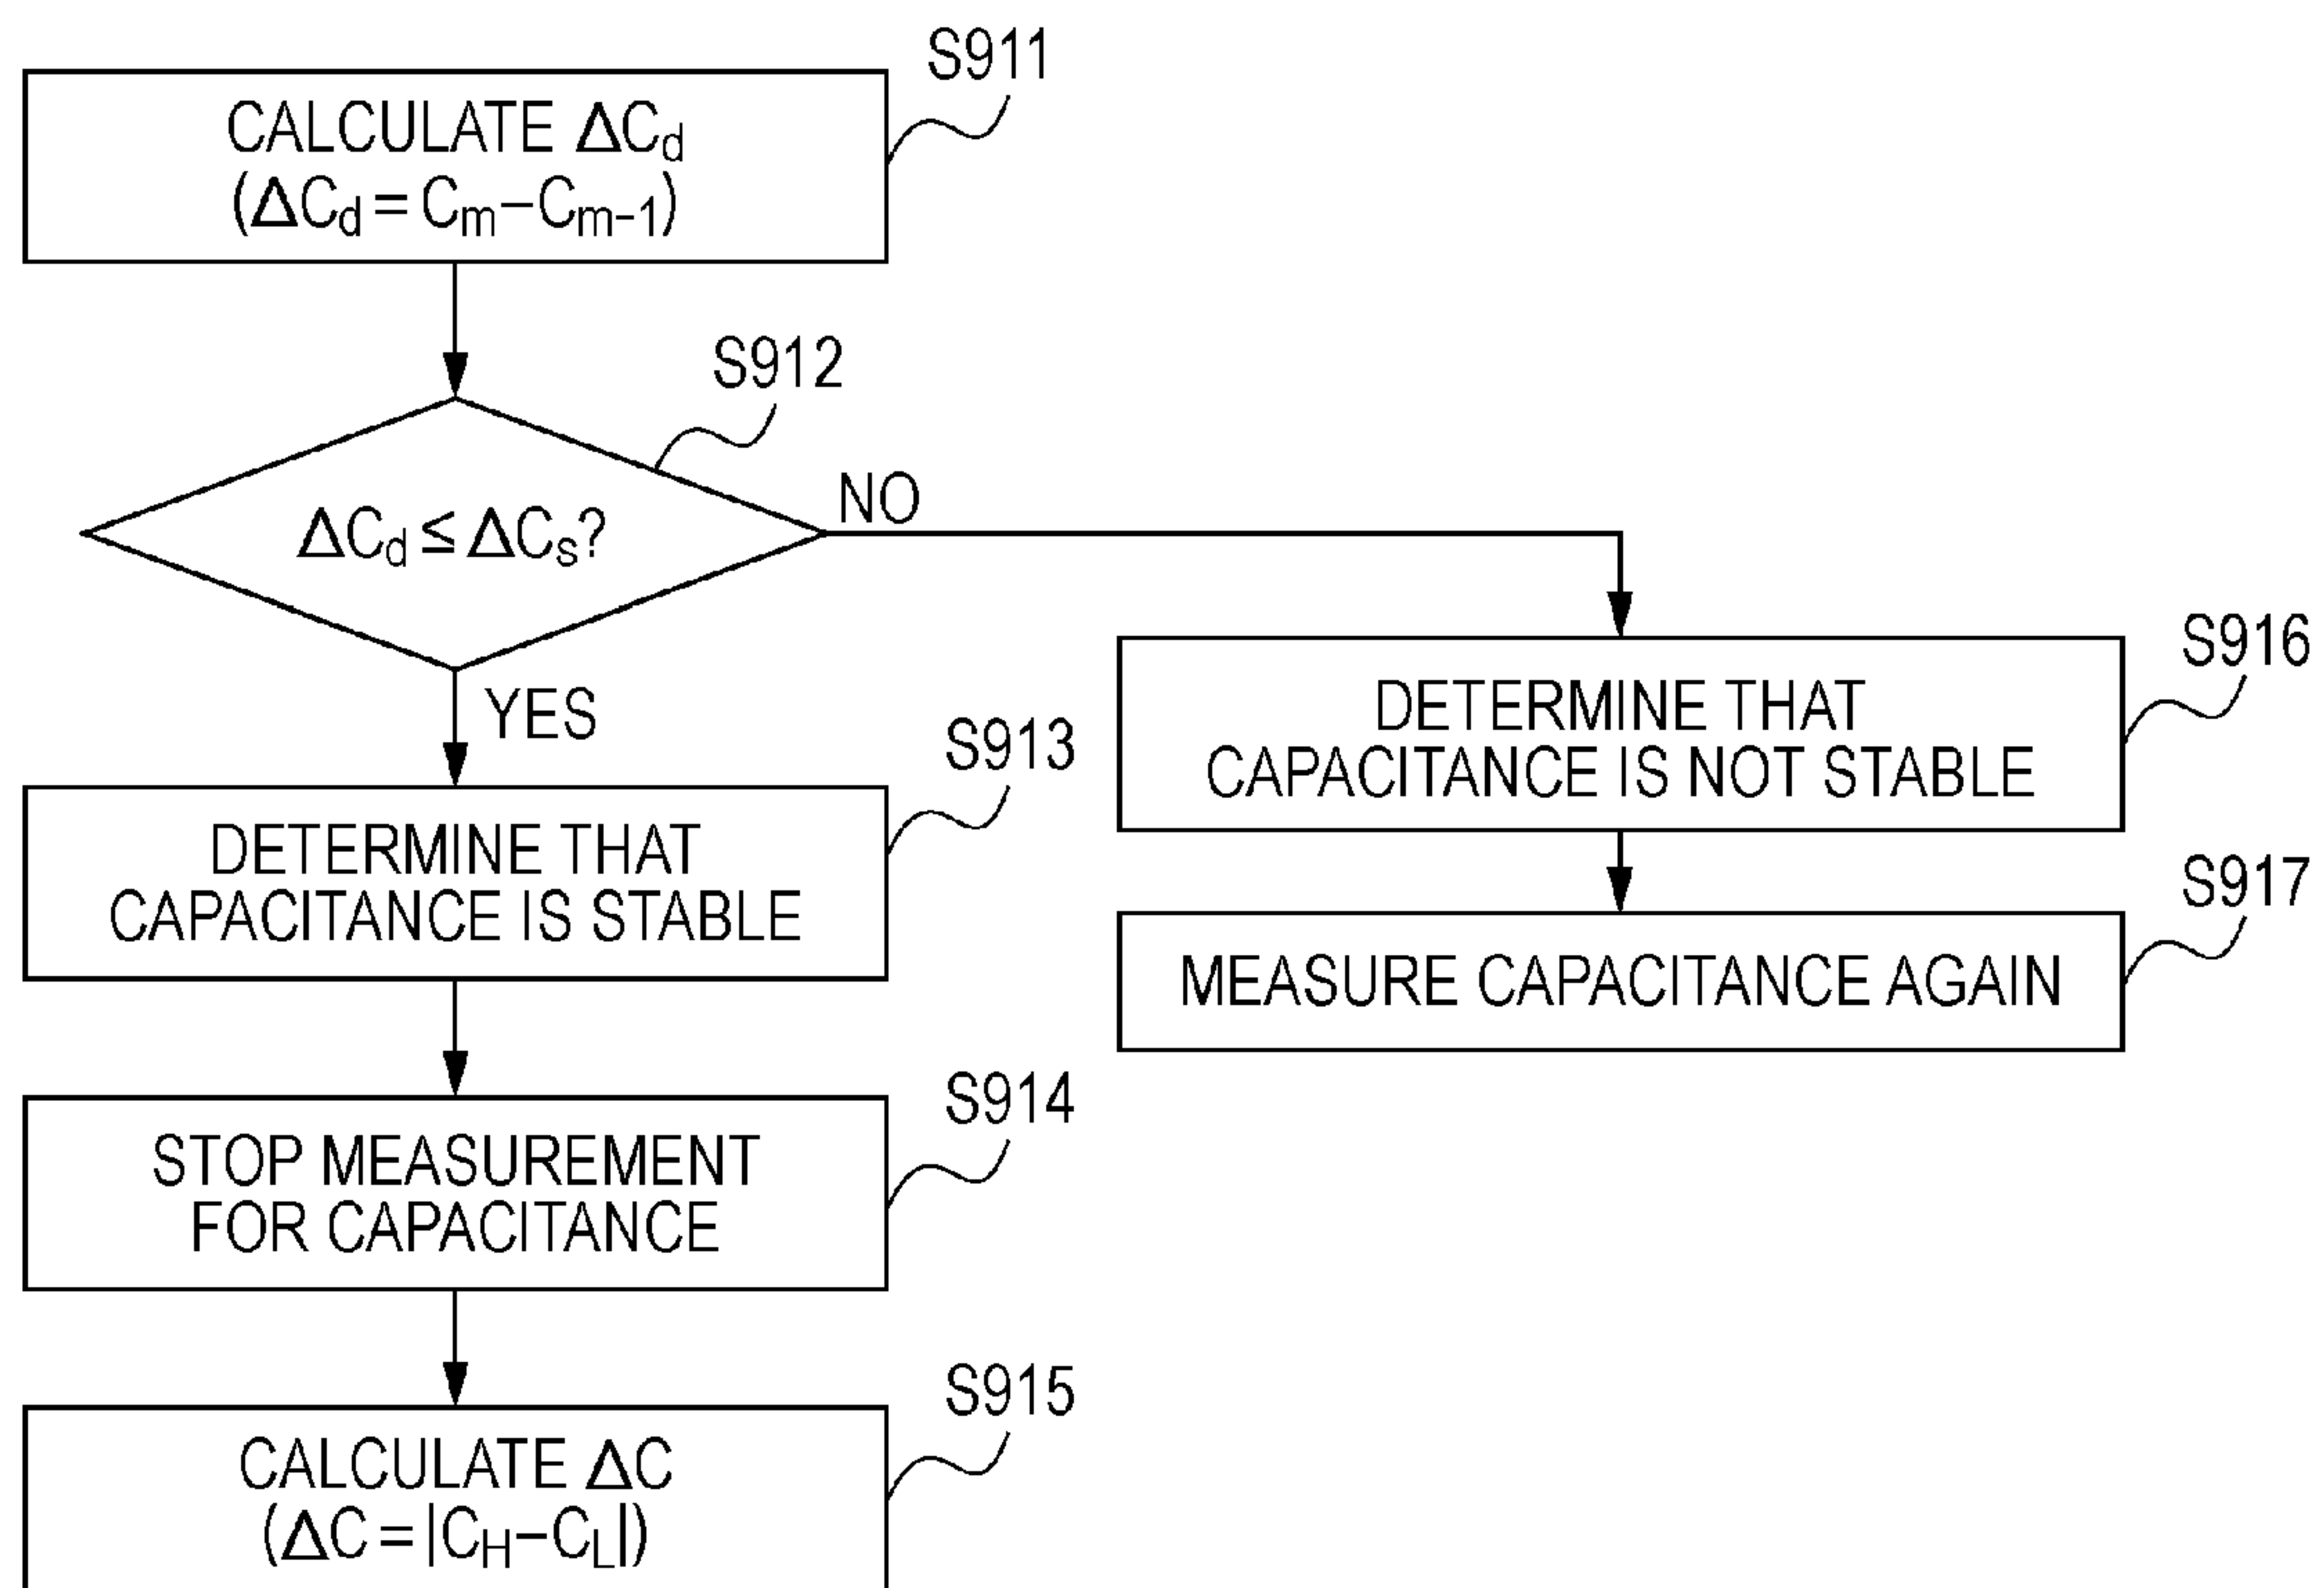 S911
CALCULATE ΔCd
(ΔCd = Cm−Cm−1)
S912
ΔCd ≤ ΔCs?
NO
YES
S913
DETERMINE THAT
CAPACITANCE IS STABLE
S914
STOP MEASUREMENT
FOR CAPACITANCE
S915
CALCULATE ΔC
(ΔC = |CH−CL|)
S916
DETERMINE THAT
CAPACITANCE IS NOT STABLE
S917
MEASURE CAPACITANCE AGAIN